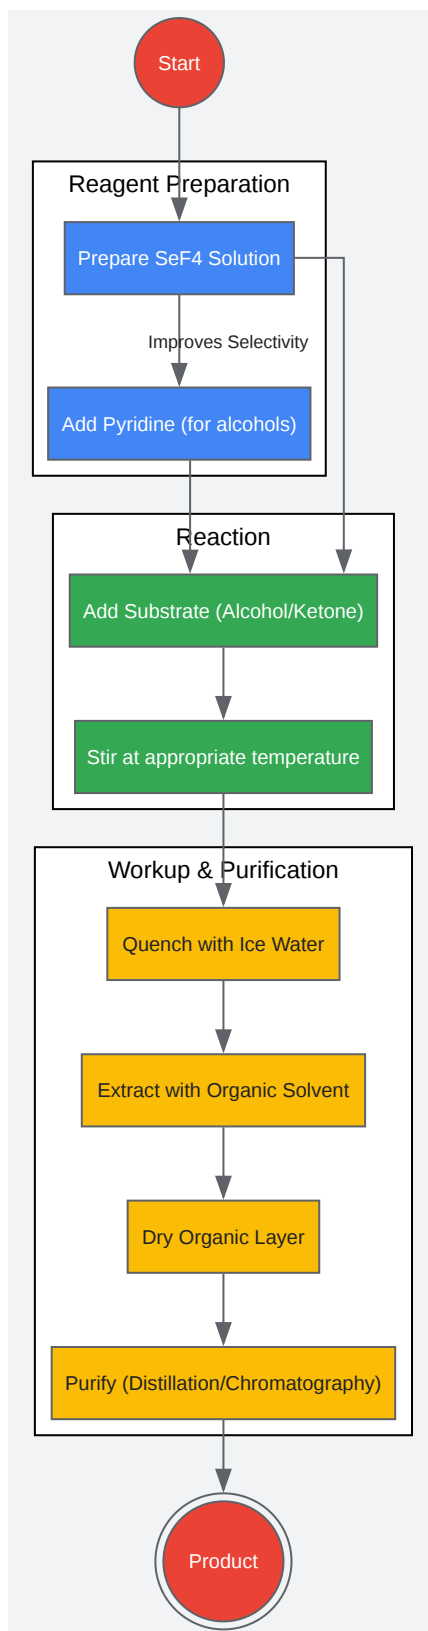 Start
Reagent Preparation
Prepare SeF4 Solution
Improves Selectivity
Add Pyridine (for alcohols)
Reaction
Add Substrate (Alcohol/Ketone)
Stir at appropriate temperature
Workup & Purification
Quench with Ice Water
Extract with Organic Solvent
Dry Organic Layer
Purify (Distillation/Chromatography)
Product